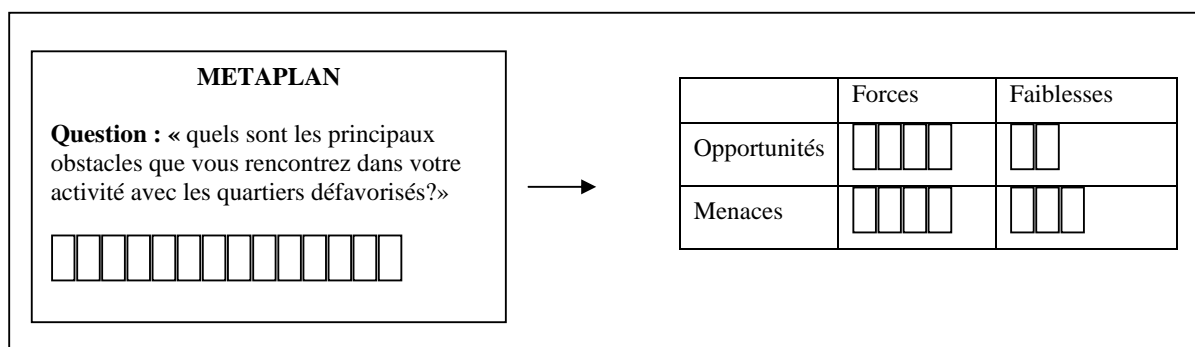 METAPLAN
Question : « quels sont les principaux
obstacles que vous rencontrez dans votre
activité avec les quartiers défavorisés?»
Forces Faiblesses
Opportunités
Menaces